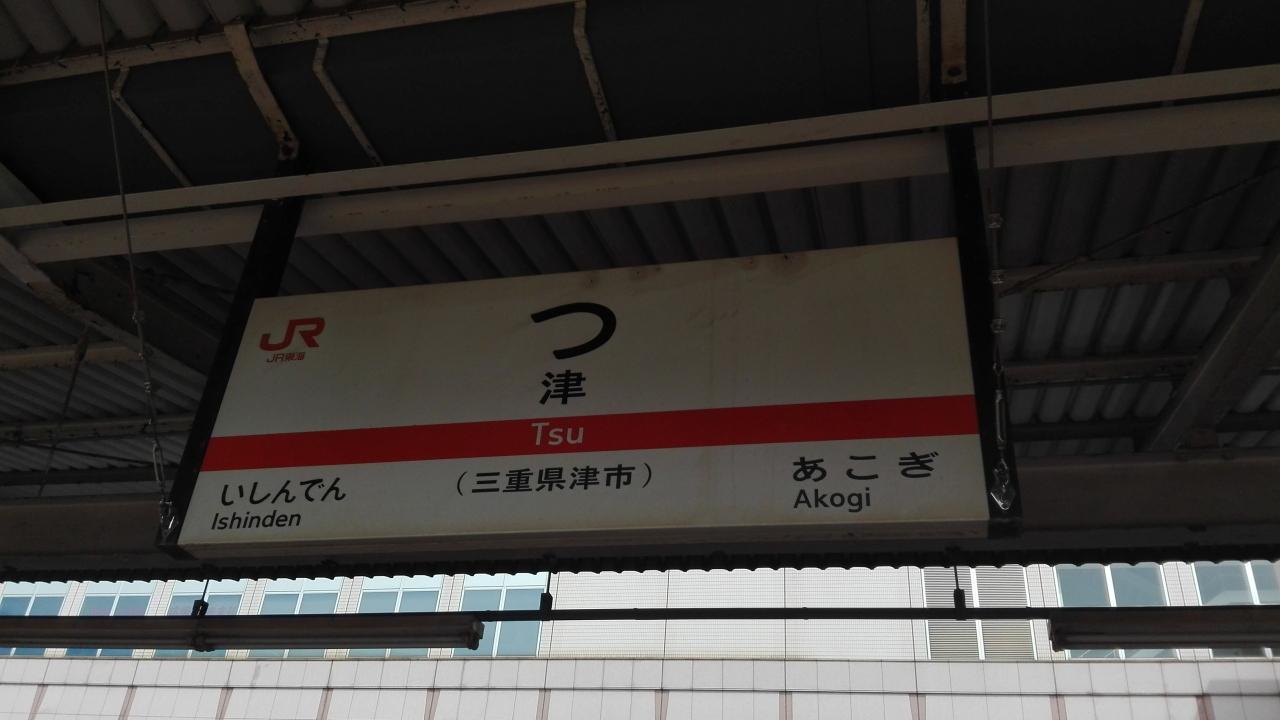 JR
JR東海
つ
津
Tsu
(三重県津市)
いしんでん
Ishinden
あこぎ
Akogi